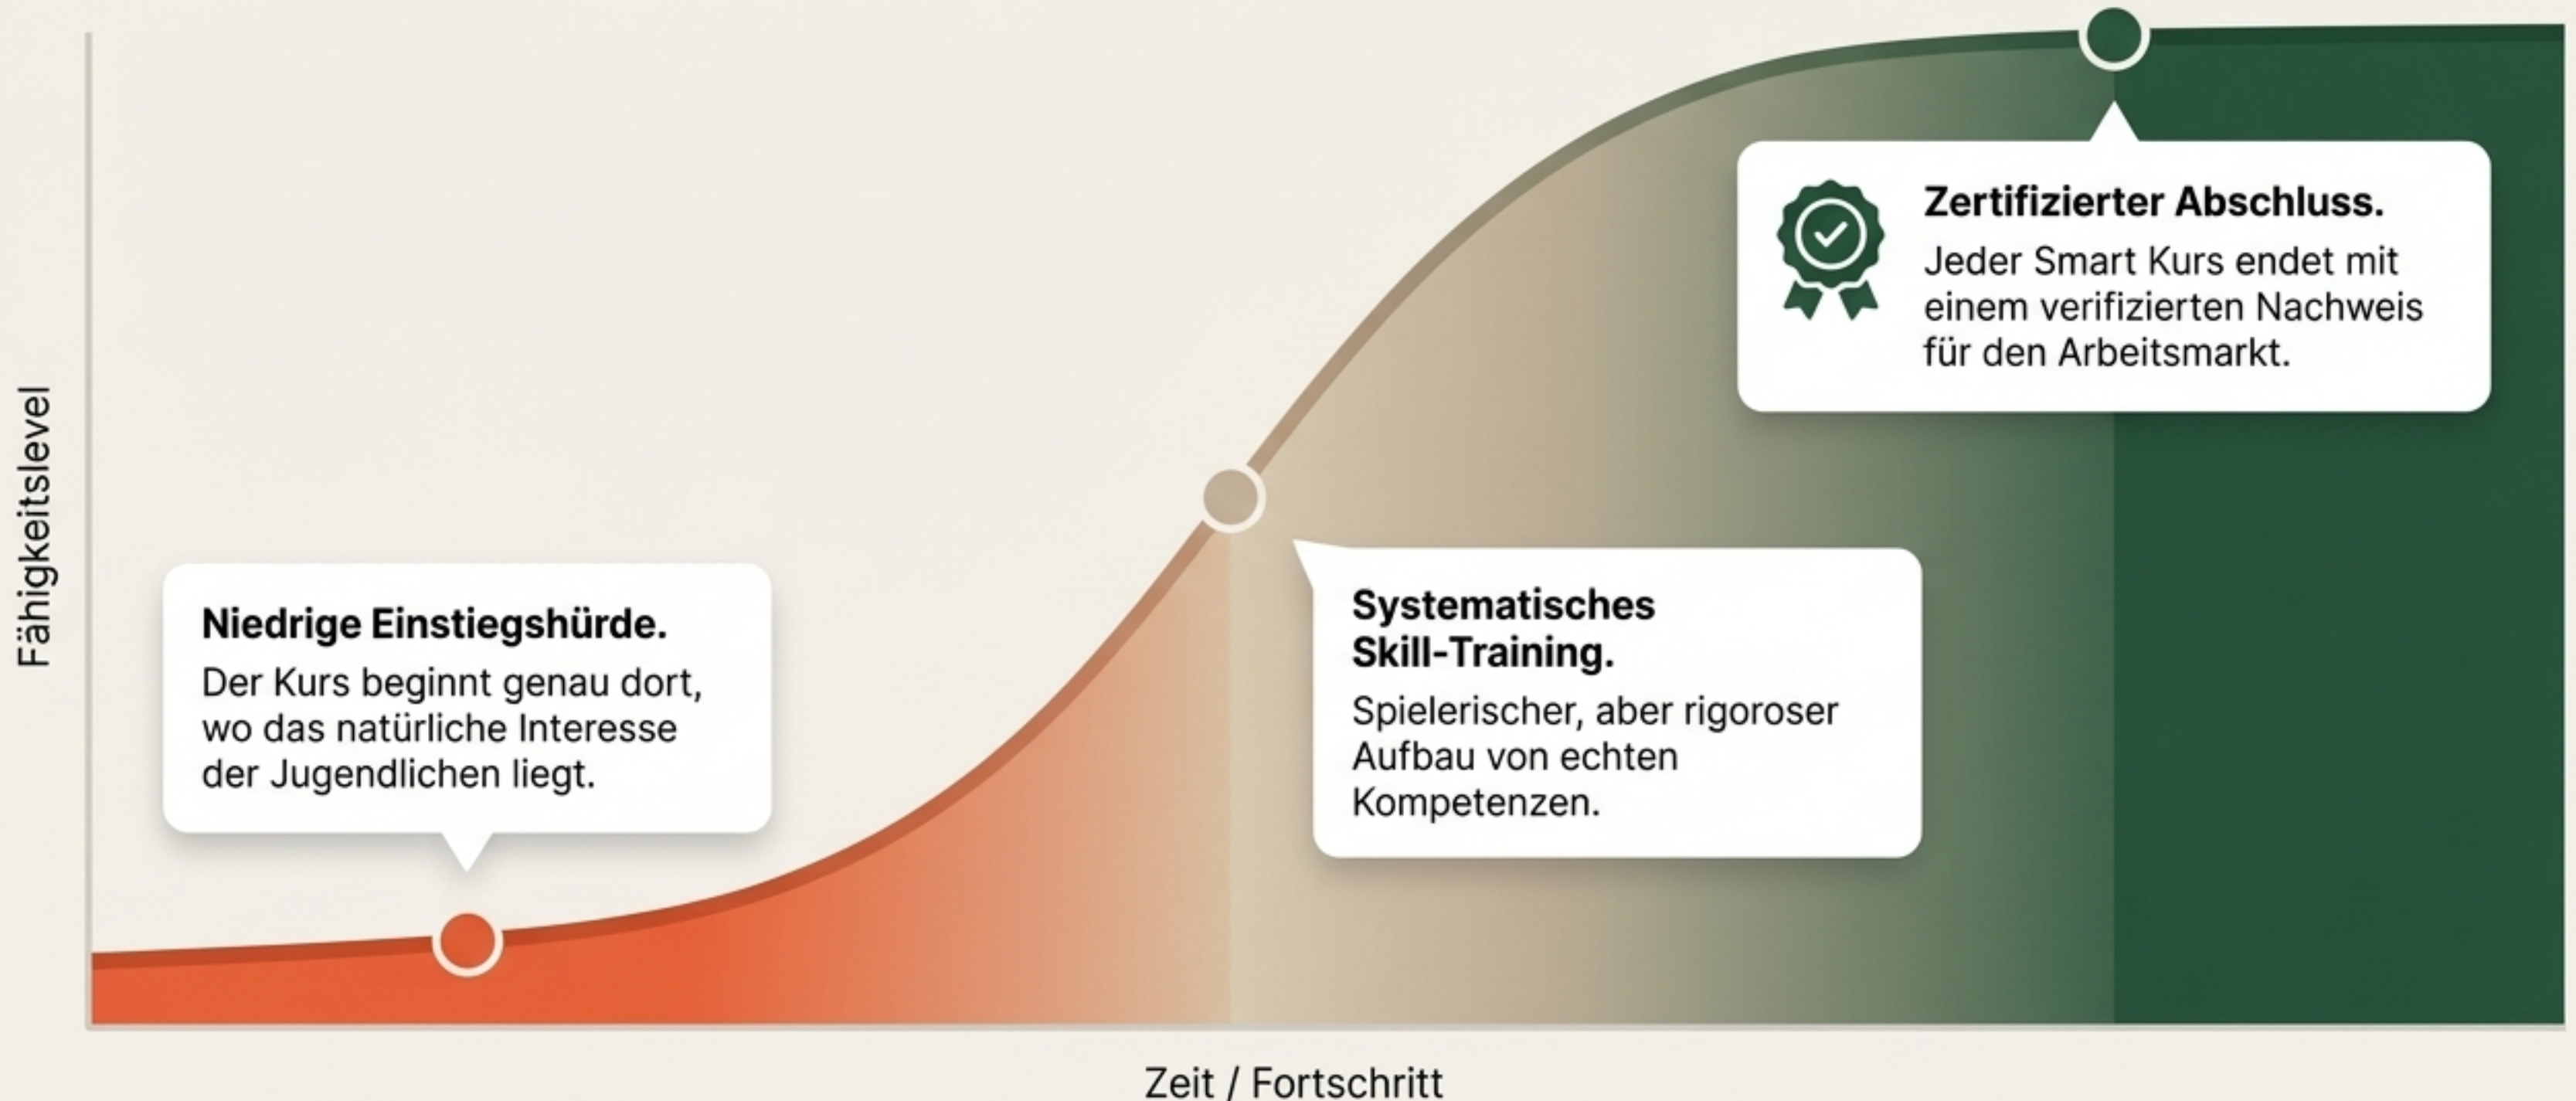 Fähigkeitslevel
Niedrige Einstiegshürde.
Der Kurs beginnt genau dort,
wo das natürliche Interesse
der Jugendlichen liegt.
Systematisches
Skill-Training.
Spielerischer, aber rigoroser
Aufbau von echten
Kompetenzen.
Zertifizierter Abschluss.
Jeder Smart Kurs endet mit
einem verifizierten Nachweis
für den Arbeitsmarkt.
Zeit / Fortschritt